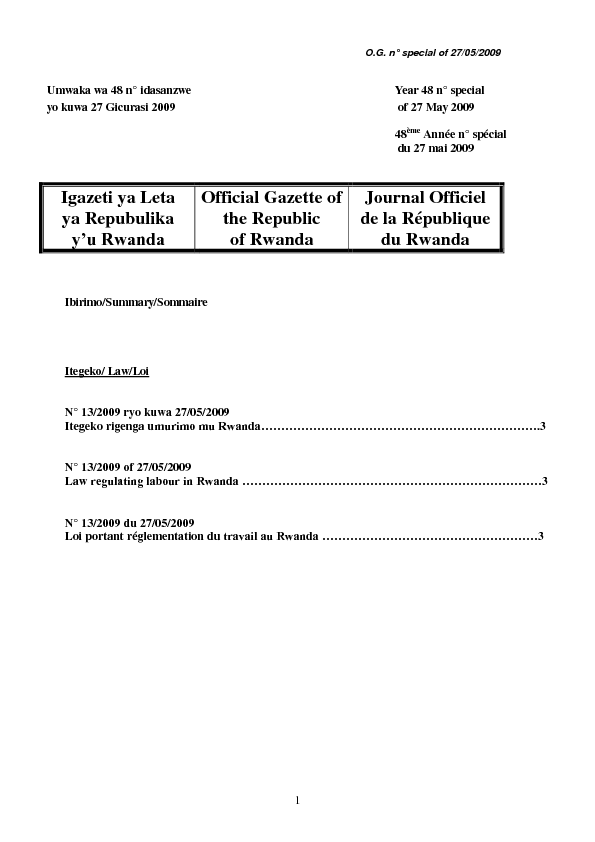 O.G. n° special of 27/05/2009
Umwaka wa 48 n° idasanzwe
yo kuwa 27 Gicurasi 2009
Year 48 n° special
of 27 May 2009
48ème Année n° spécial
du 27 mai 2009
Igazeti ya Leta
ya Repubulika
y’u Rwanda
Official Gazette of
the Republic
of Rwanda
Journal Officiel
de la République
du Rwanda
Ibirimo/Summary/Sommaire
Itegeko/ Law/Loi
N° 13/2009 ryo kuwa 27/05/2009
Itegeko rigenga umurimo mu Rwanda…………………………………………………………….3
N° 13/2009 of 27/05/2009
Law regulating labour in Rwanda …………………………………………………………………3
N° 13/2009 du 27/05/2009
Loi portant réglementation du travail au Rwanda ………………………………………………3
1